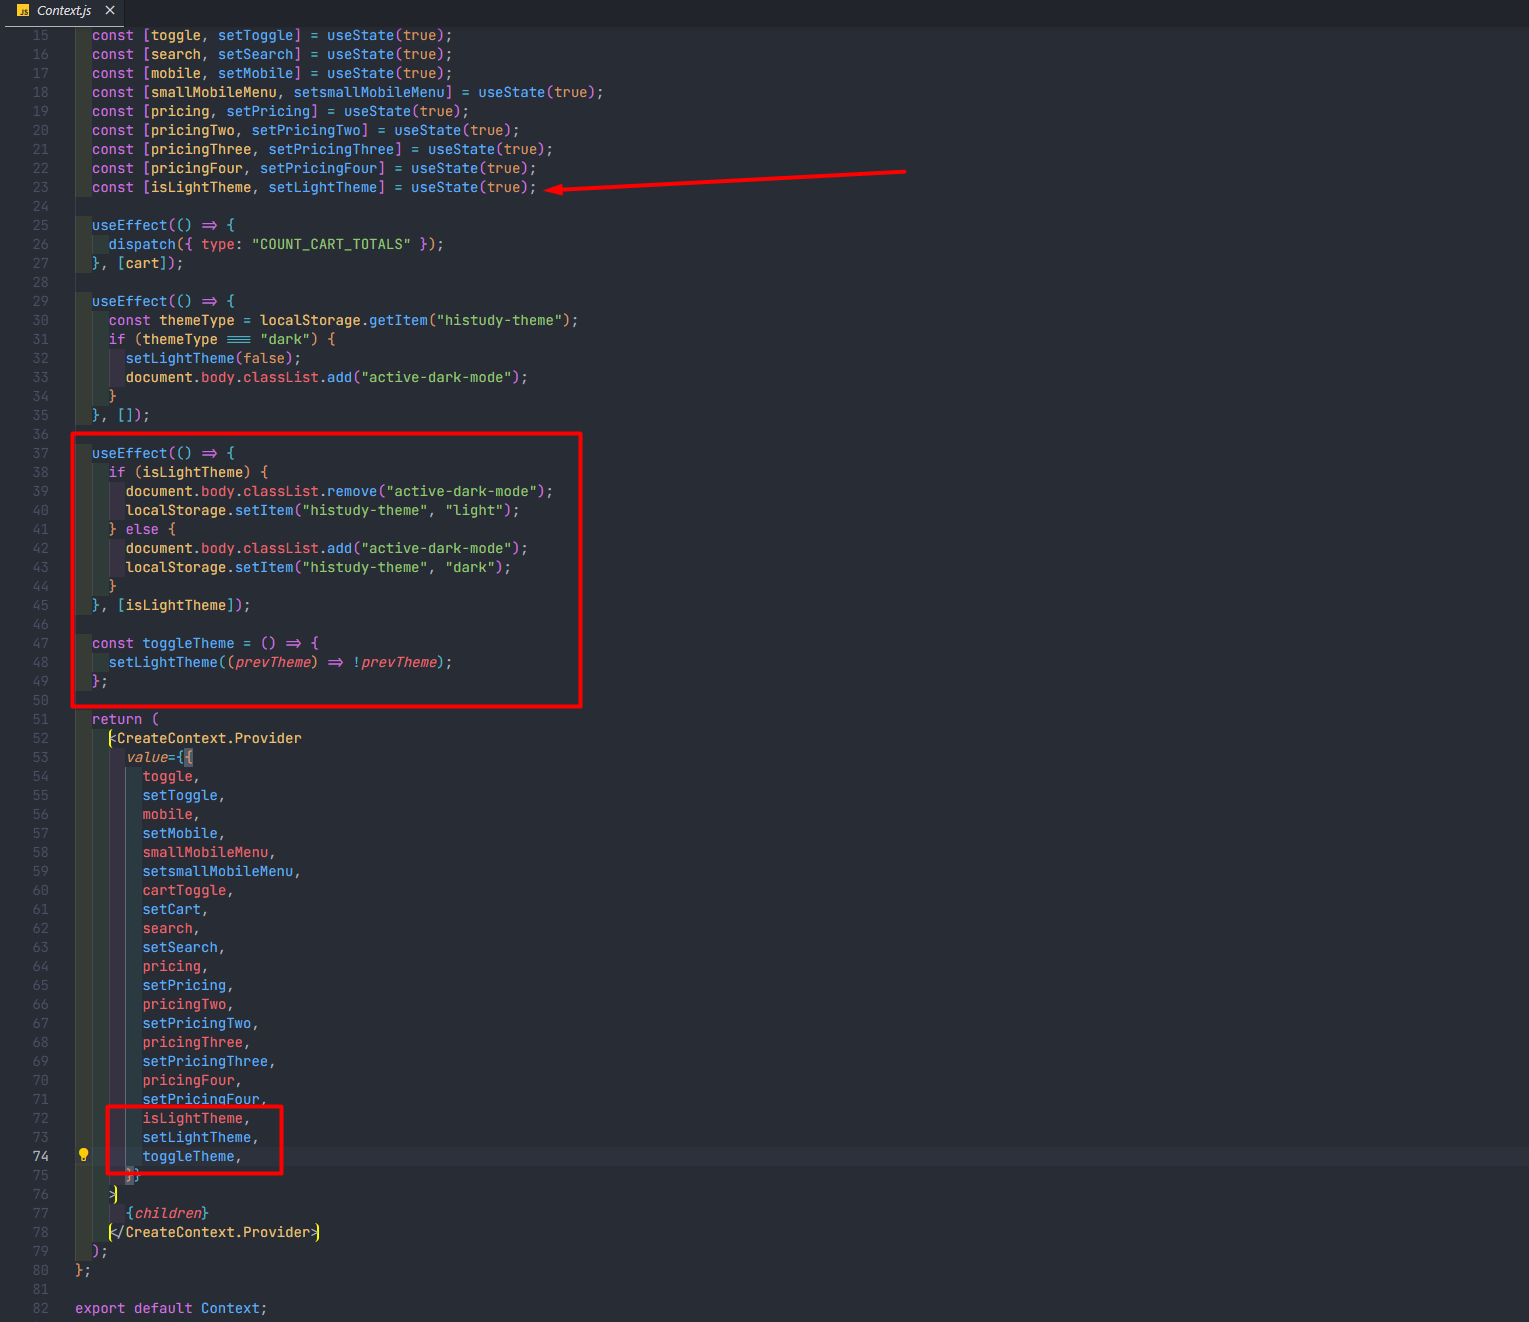 Context.js
15 const [toggle, setToggle] = useState(true);
16 const [search, setSearch] = useState(true);
17 const [mobile, setMobile] = useState(true);
18 const [smallMobileMenu, setsmallMobileMenu] = useState(true);
19 const [pricing, setPricing] = useState(true);
20 const [pricingTwo, setPricingTwo] = useState(true);
21 const [pricingThree, setPricingThree] = useState(true);
22 const [pricingFour, setPricingFour] = useState(true);
23 const [isLightTheme, setLightTheme] = useState(true);
24
25 useEffect(() => {
26 dispatch({ type: "COUNT_CART_TOTALS" });
27 }, [cart]);
28
29 useEffect(() => {
30 const themeType = localStorage.getItem("histudy-theme");
31 if (themeType === "dark") {
32 setLightTheme(false);
33 document.body.classList.add("active-dark-mode");
34 }
35 }, []);
36
37 useEffect(() => {
38 if (isLightTheme) {
39 document.body.classList.remove("active-dark-mode");
40 localStorage.setItem("histudy-theme", "light");
41 } else {
42 document.body.classList.add("active-dark-mode");
43 localStorage.setItem("histudy-theme", "dark");
44 }
45 }, [isLightTheme]);
46
47 const toggleTheme = () => {
48 setLightTheme((prevTheme) => !prevTheme);
49 };
50
51 return (
52 <CreateContext.Provider
53 value={{
54 toggle,
55 setToggle,
56 mobile,
57 setMobile,
58 smallMobileMenu,
59 setsmallMobileMenu,
60 cartToggle,
61 setCart,
62 search,
63 setSearch,
64 pricing,
65 setPricing,
66 pricingTwo,
67 setPricingTwo,
68 pricingThree,
69 setPricingThree,
70 pricingFour,
71 setPricingFour,
72 isLightTheme,
73 setLightTheme,
74 toggleTheme,
75 }}
76 >
77 {children}
78 </CreateContext.Provider>
79 );
80 };
81
82 export default Context;